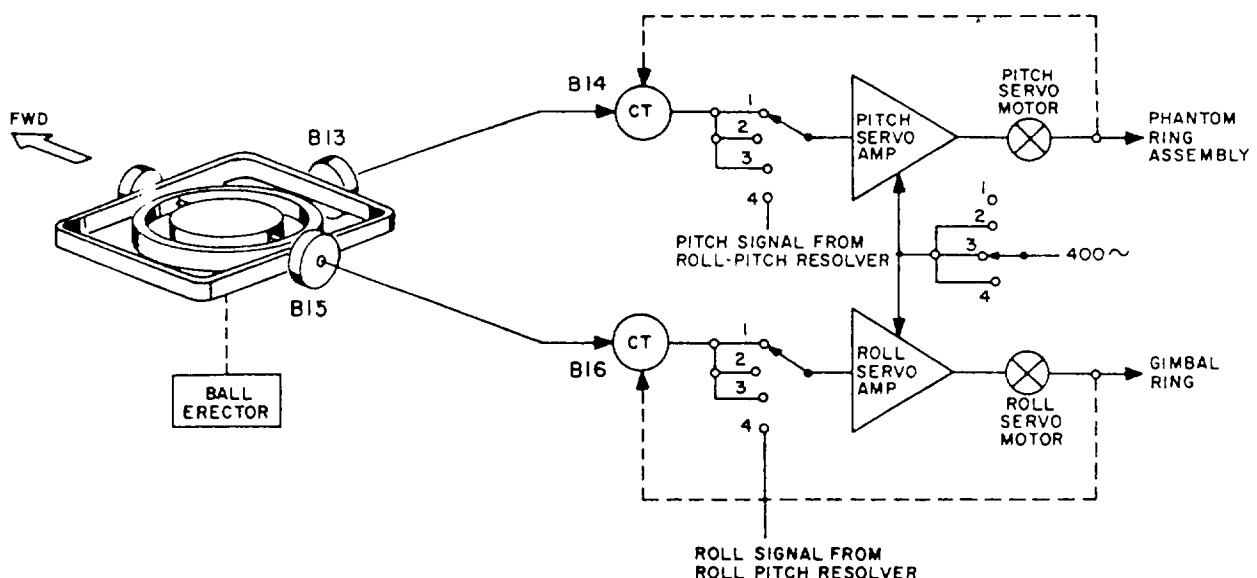 FWD
B13
B15
BALL
ERECTOR
B14
CT
1
2
3
4
PITCH SIGNAL FROM
ROLL-PITCH RESOLVER
PITCH
SERVO
AMP
PITCH
SERVO
MOTOR
PHANTOM
RING
ASSEMBLY
1
2
3
4
400~
CT
B16
1
2
3
4
ROLL
SERVO
AMP
ROLL
SERVO
MOTOR
GIMBAL
RING
ROLL SIGNAL FROM
ROLL PITCH RESOLVER